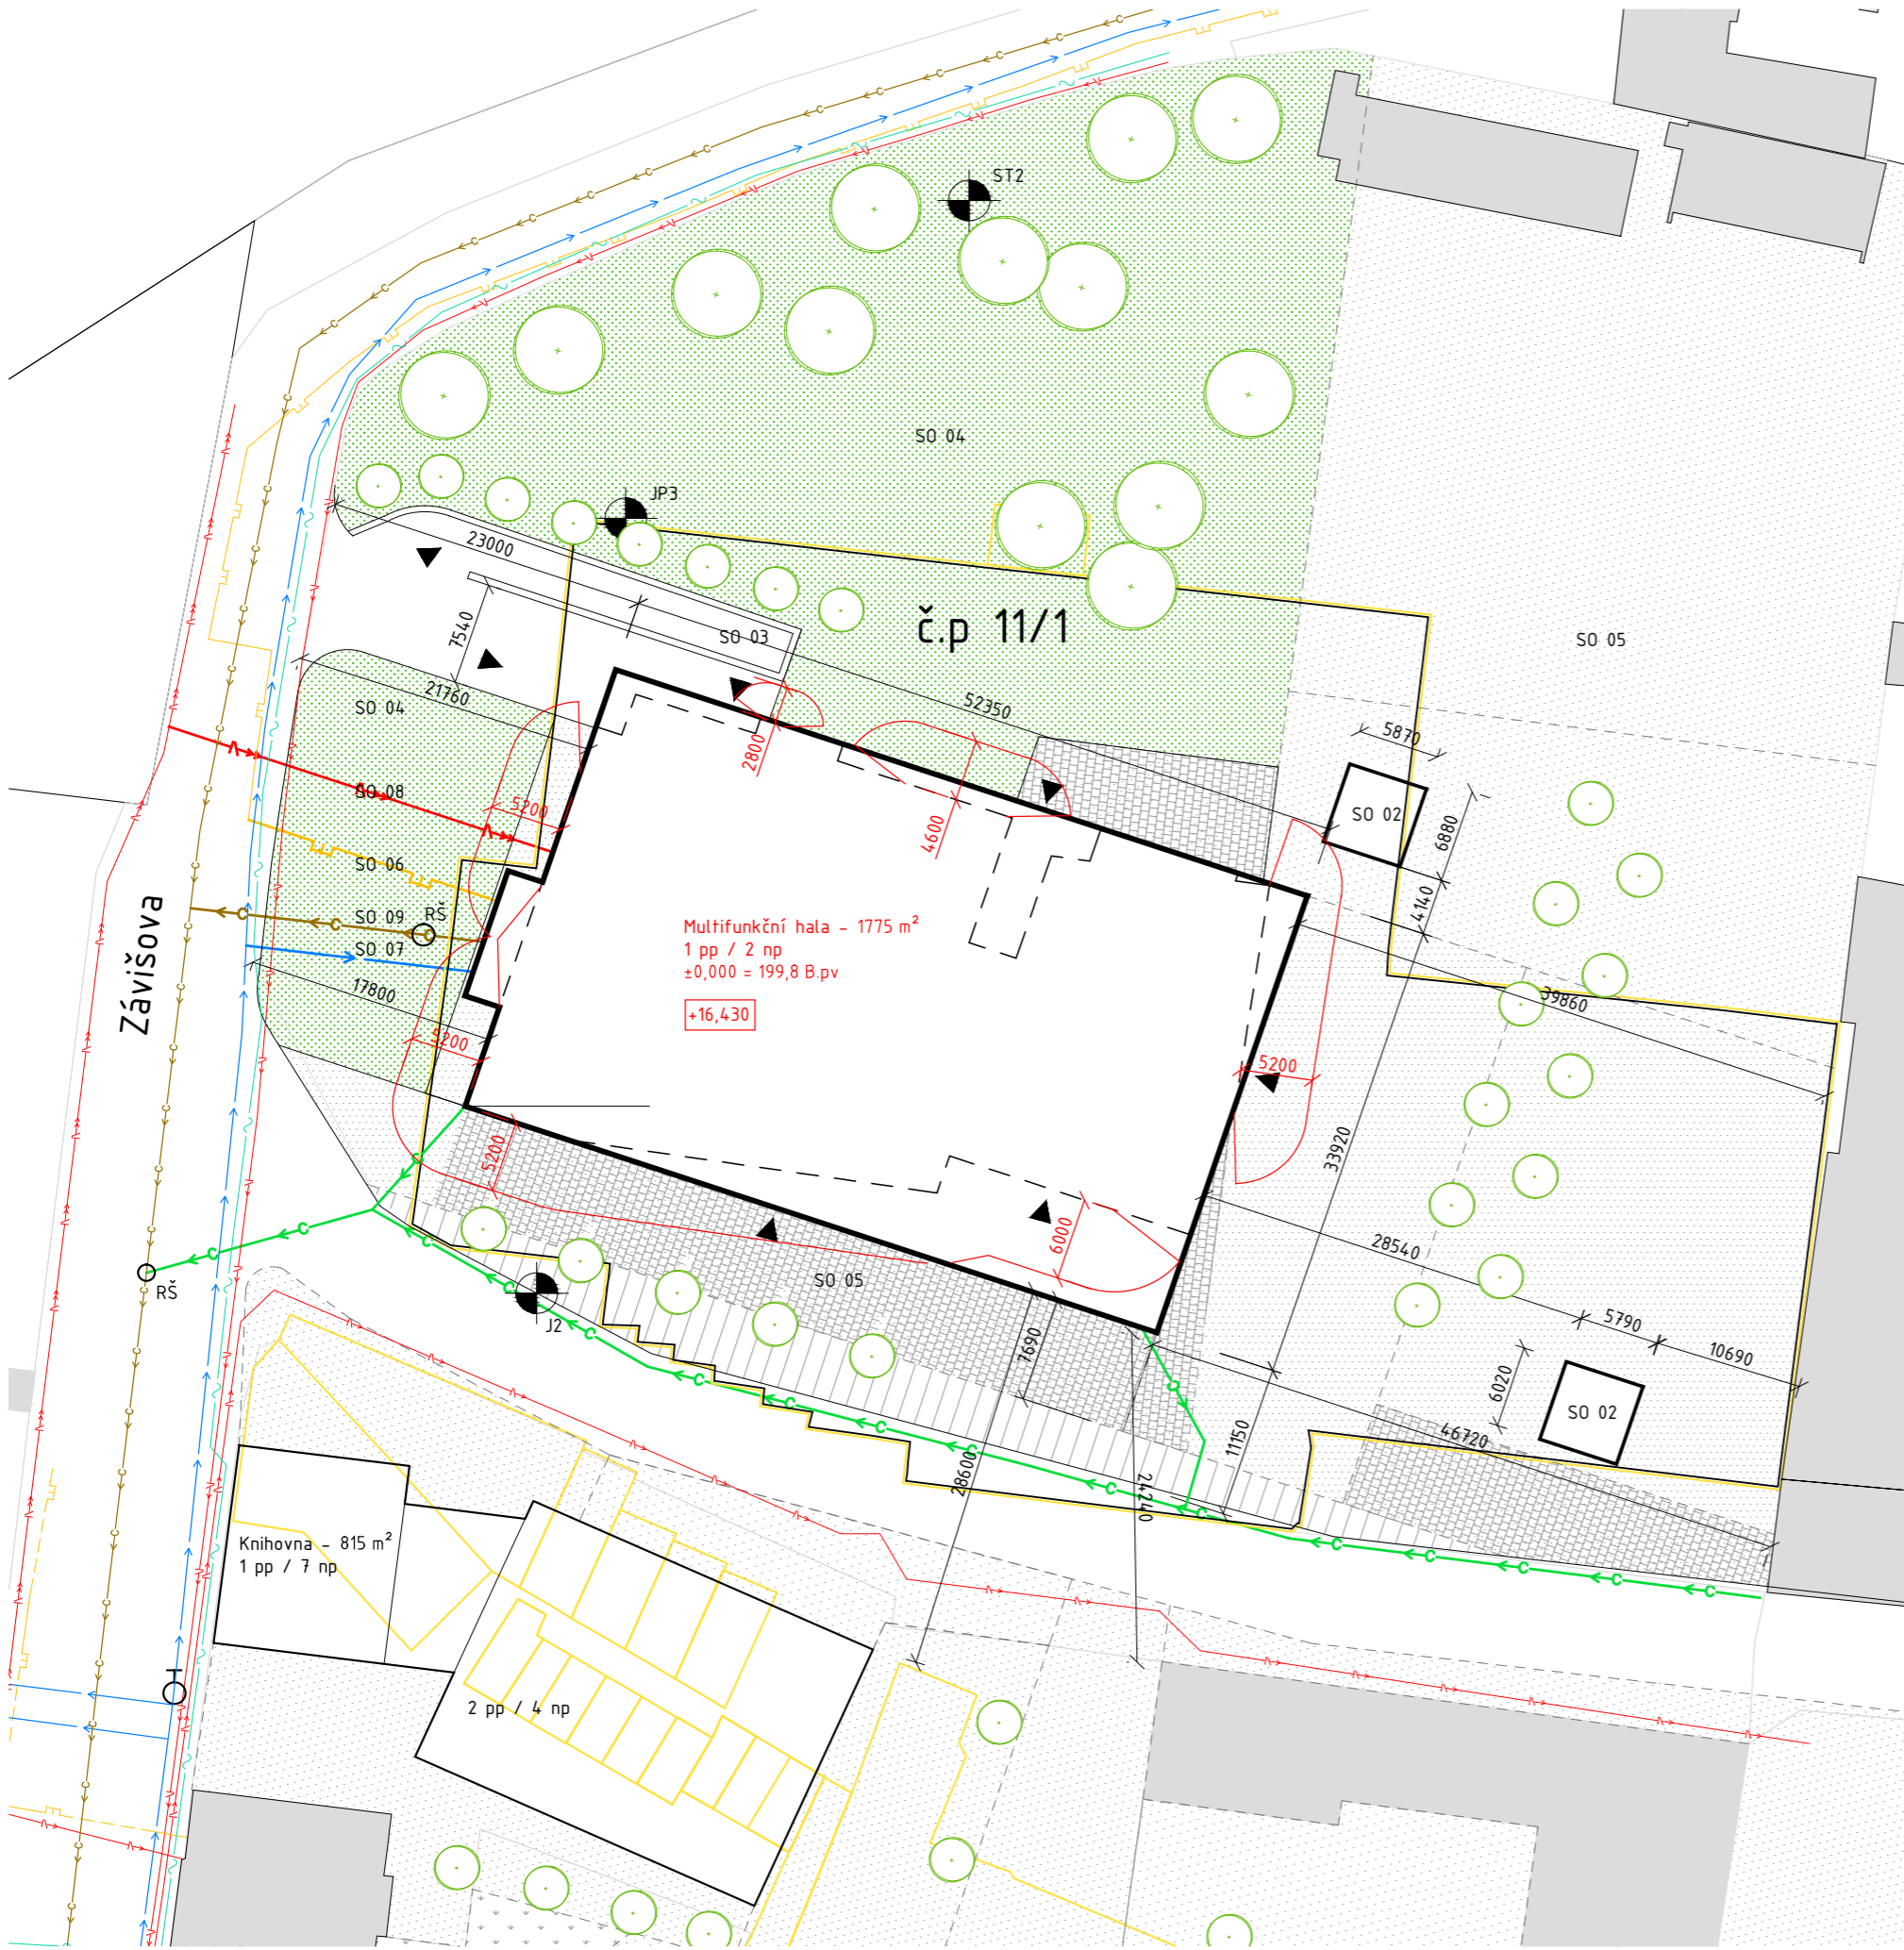 ST2
SO 04
JP3
23000
7540
SO 03
č.p 11/1
SO 05
21760
SO 04
52350
5870
2800
SO 08
5200
4600
SO 02
6880
SO 06
4140
SO 09
RŠ
SO 07
Multifunkční hala - 1775 m²
1 pp / 2 np
±0,000 = 199,8 B.pv
+16,430
Závišova
17800
39860
5200
5200
5200
33920
6000
28540
SO 05
RŠ
J2
7690
5790
10690
6020
SO 02
46720
11150
28600
24240
Knihovna - 815 m²
1 pp / 7 np
2 pp / 4 np